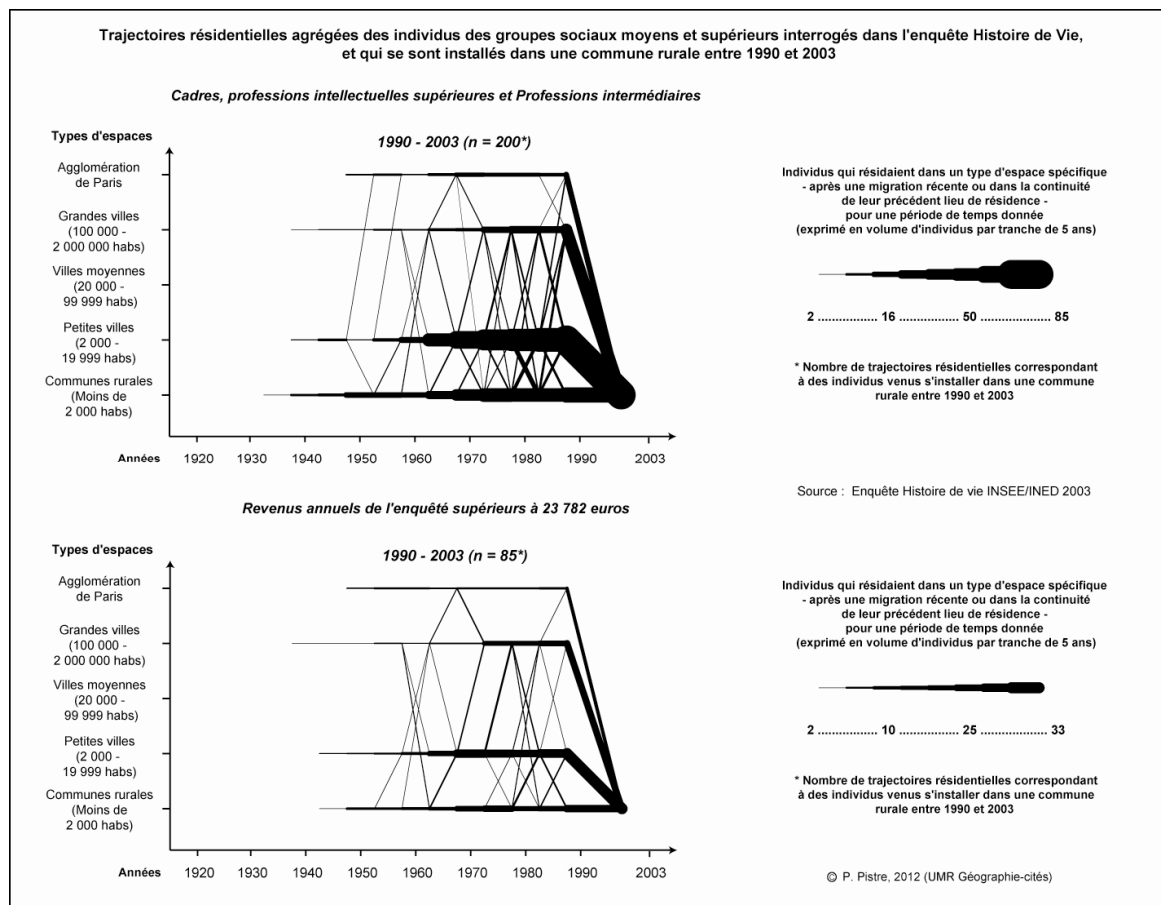 Trajectoires résidentielles agrégées des individus des groupes sociaux moyens et supérieurs interrogés dans l'enquête Histoire de Vie,
et qui se sont installés dans une commune rurale entre 1990 et 2003
Cadres, professions intellectuelles supérieures et Professions intermédiaires
Types d'espaces
1990 - 2003 (n = 200*)
Agglomération
de Paris
Grandes villes
(100 000 -
2 000 000 habs)
Villes moyennes
(20 000 -
99 999 habs)
Petites villes
(2 000 -
19 999 habs)
Communes rurales
(Moins de
2 000 habs)
Années
1920 1930 1940 1950 1960 1970 1980 1990 2003
Individus qui résidaient dans un type d'espace spécifique
- après une migration récente ou dans la continuité
de leur précédent lieu de résidence -
pour une période de temps donnée
(exprimé en volume d'individus par tranche de 5 ans)
2 ................. 16 ................. 50 ................... 85
* Nombre de trajectoires résidentielles correspondant
à des individus venus s'installer dans une commune
rurale entre 1990 et 2003
Source : Enquête Histoire de vie INSEE/INED 2003
Revenus annuels de l'enquêté supérieurs à 23 782 euros
Types d'espaces
1990 - 2003 (n = 85*)
Agglomération
de Paris
Grandes villes
(100 000 -
2 000 000 habs)
Villes moyennes
(20 000 -
99 999 habs)
Petites villes
(2 000 -
19 999 habs)
Communes rurales
(Moins de
2 000 habs)
Années
1920 1930 1940 1950 1960 1970 1980 1990 2003
Individus qui résidaient dans un type d'espace spécifique
- après une migration récente ou dans la continuité
de leur précédent lieu de résidence -
pour une période de temps donnée
(exprimé en volume d'individus par tranche de 5 ans)
2 ................. 10 ................. 25 ................... 33
* Nombre de trajectoires résidentielles correspondant
à des individus venus s'installer dans une commune
rurale entre 1990 et 2003
© P. Pistre, 2012 (UMR Géographie-cités)